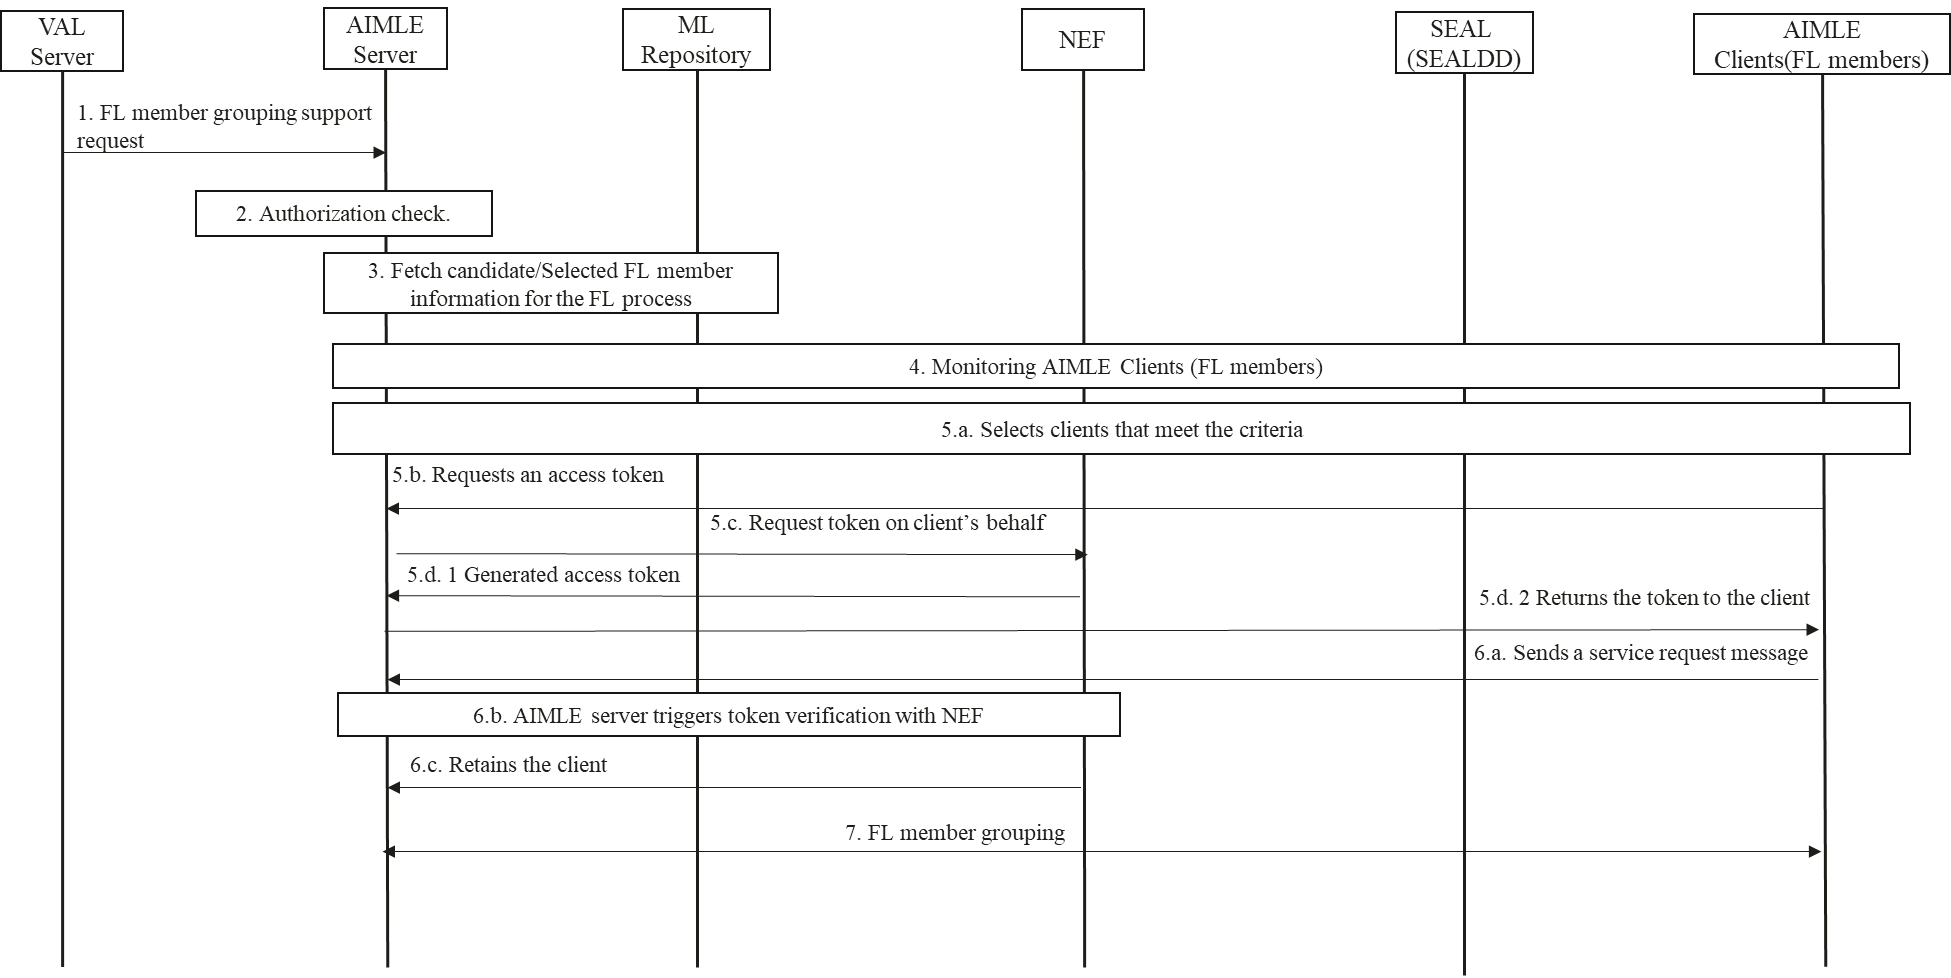 VAL
Server
AIMLE
Server
ML
Repository
NEF
SEAL
(SEALDD)
AIMLE
Clients(FL members)
1. FL member grouping support
request
2. Authorization check.
3. Fetch candidate/Selected FL member
information for the FL process
4. Monitoring AIMLE Clients (FL members)
5.a. Selects clients that meet the criteria
5.b. Requests an access token
5.c. Request token on client’s behalf
5.d. 1 Generated access token
5.d. 2 Returns the token to the client
6.a. Sends a service request message
6.b. AIMLE server triggers token verification with NEF
6.c. Retains the client
7. FL member grouping